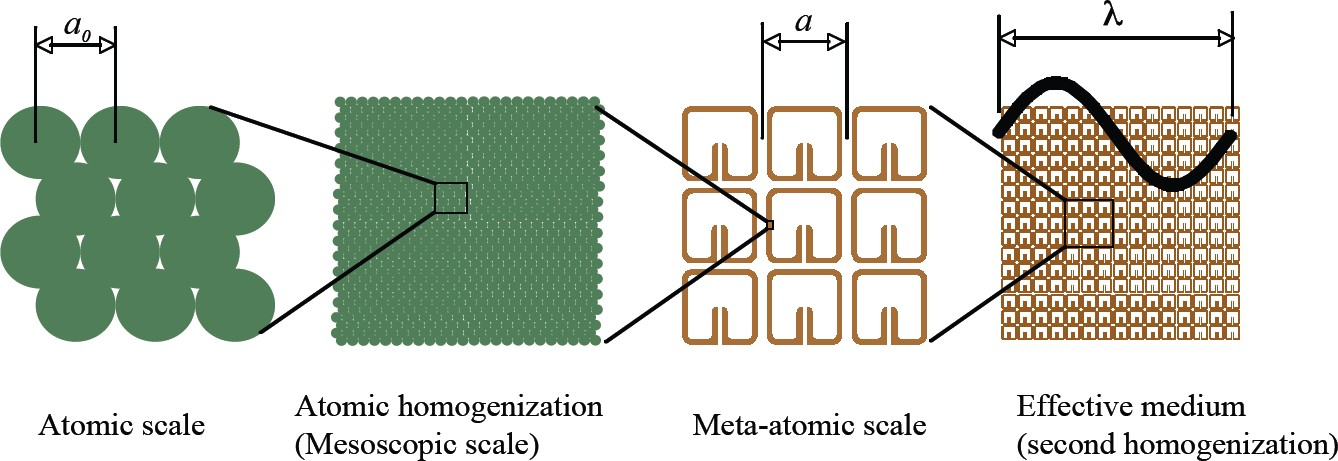 a₀
a
λ
Atomic scale
Atomic homogenization
(Mesoscopic scale)
Meta-atomic scale
Effective medium
(second homogenization)